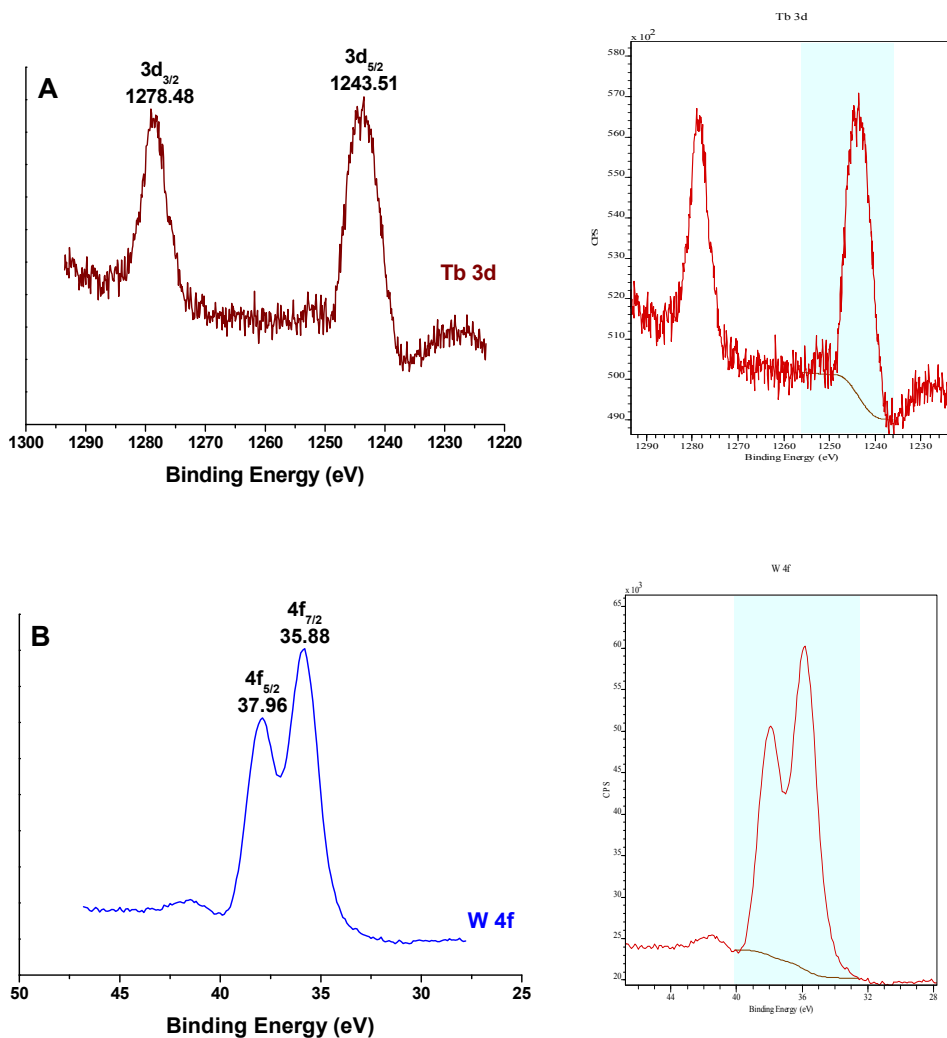 A
3d3/2
1278.48
3d5/2
1243.51
Tb 3d
1300 1290 1280 1270 1260 1250 1240 1230 1220
Binding Energy (eV)
Tb 3d
x 10²
580
570
560
550
540
530
520
510
500
490
CPS
1290 1280 1270 1260 1250 1240 1230
Binding Energy (eV)
B
4f7/2
35.88
4f5/2
37.96
W 4f
50 45 40 35 30 25
Binding Energy (eV)
W 4f
x 10³
65
60
55
50
45
40
35
30
25
20
CPS
44 40 36 32 28
Binding Energy (eV)